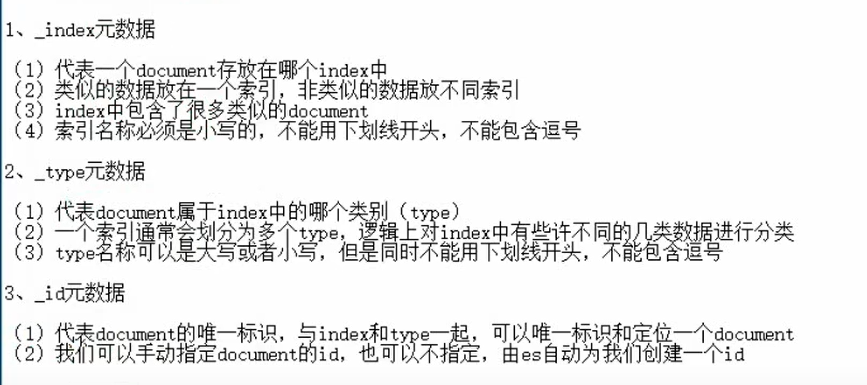 1、_index元数据
（1）代表一个document存放在哪个index中
（2）类似的数据放在一个索引，非类似的数据放不同索引
（3）index中包含了很多类似的document
（4）索引名称必须是小写的，不能用下划线开头，不能包含逗号
2、_type元数据
（1）代表document属于index中的哪个类别（type）
（2）一个索引通常会划分为多个type，逻辑上对index中有些许不同的几类数据进行分类
（3）type名称可以是大写或者小写，但是同时不能用下划线开头，不能包含逗号
3、_id元数据
（1）代表document的唯一标识，与index和type一起，可以唯一标识和定位一个document
（2）我们可以手动指定document的id，也可以不指定，由es自动为我们创建一个id